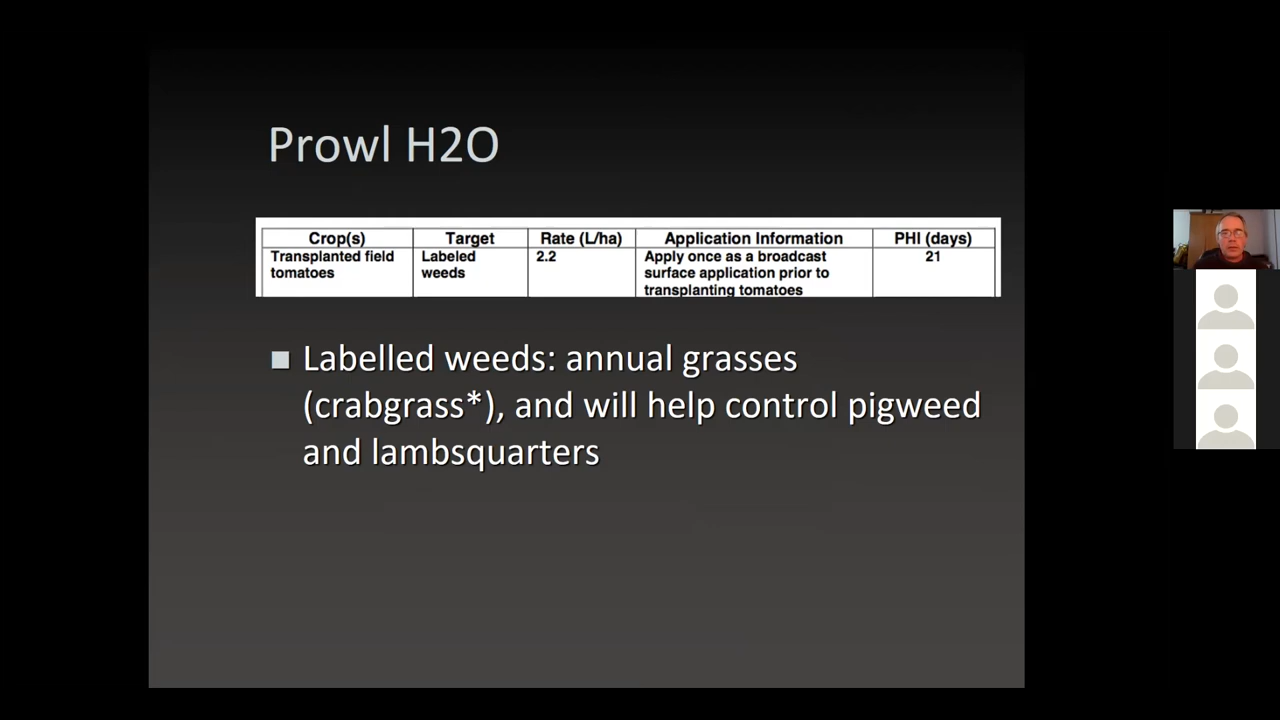 Prowl H2O
Crop(s) Target Rate (L/ha) Application Information PHI (days)
Transplanted field Labeled 2.2 Apply once as a broadcast 21
tomatoes weeds surface application prior to
transplanting tomatoes
Labelled weeds: annual grasses
(crabgrass*), and will help control pigweed
and lambsquarters